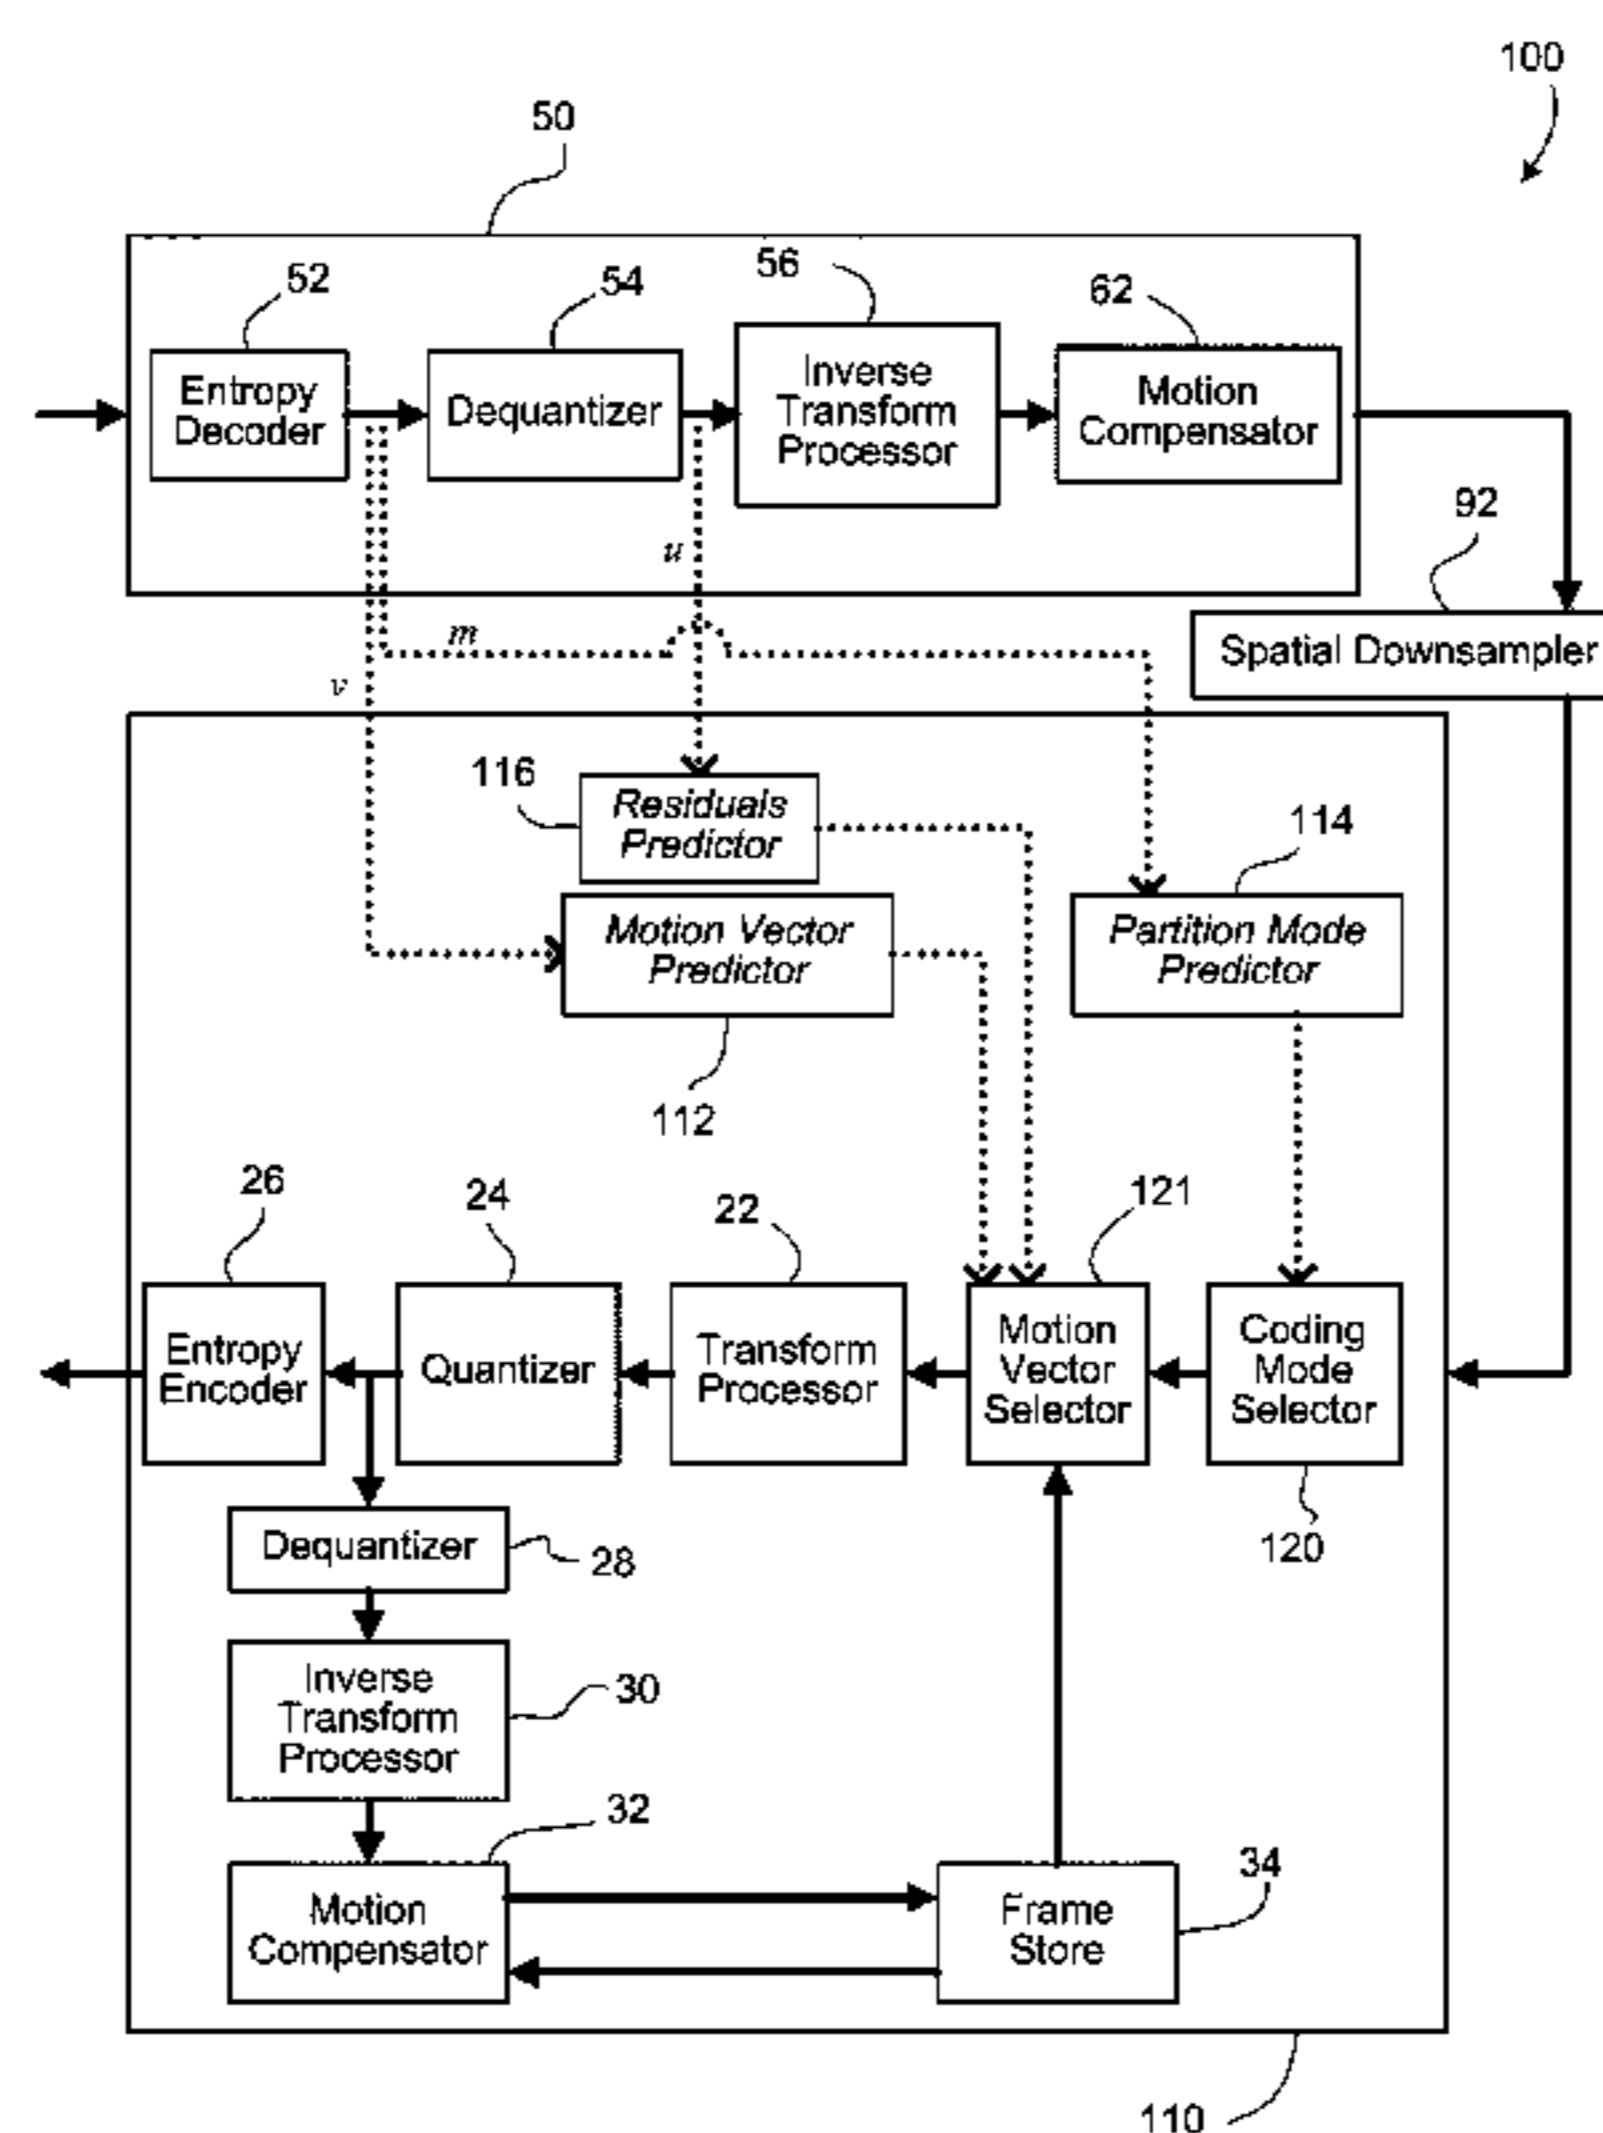 100
50
52
54
56
62
Entropy
Decoder
Dequantizer
Inverse
Transform
Processor
Motion
Compensator
92
u
m
v
Spatial Downsampler
116
Residuals
Predictor
114
Motion Vector
Predictor
Partition Mode
Predictor
112
26
24
22
121
Entropy
Encoder
Quantizer
Transform
Processor
Motion
Vector
Selector
Coding
Mode
Selector
120
Dequantizer
28
Inverse
Transform
Processor
30
32
Motion
Compensator
34
Frame
Store
110